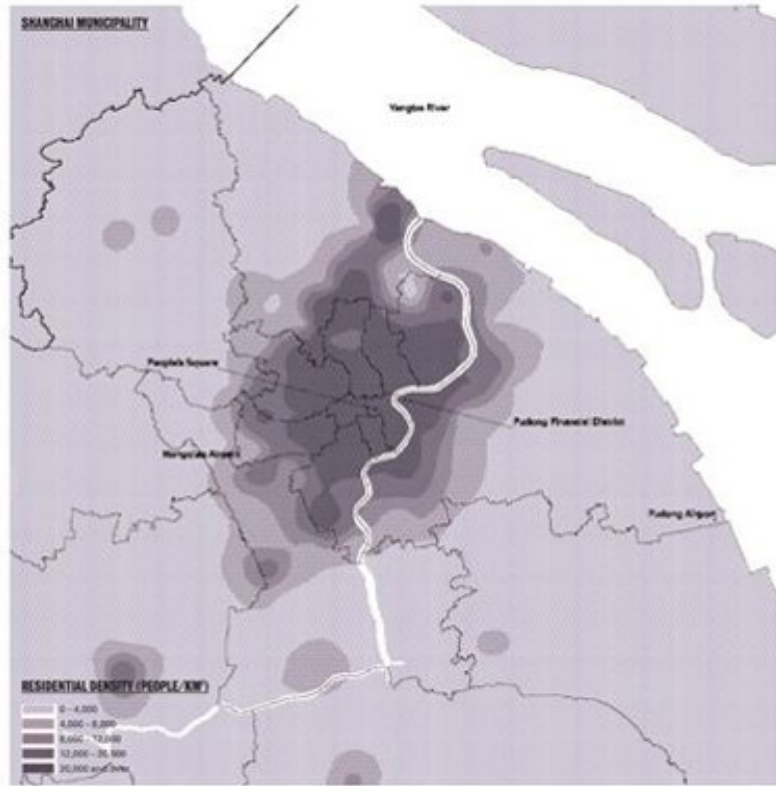 SHANGHAI MUNICIPALITY
Yangtze River
People's Square
Pudong Financial District
Hongqiao Airport
Pudong Airport
RESIDENTIAL DENSITY (PEOPLE/KM²)
0 – 4,000
4,000 – 8,000
8,000 – 12,000
12,000 – 20,000
20,000 and over